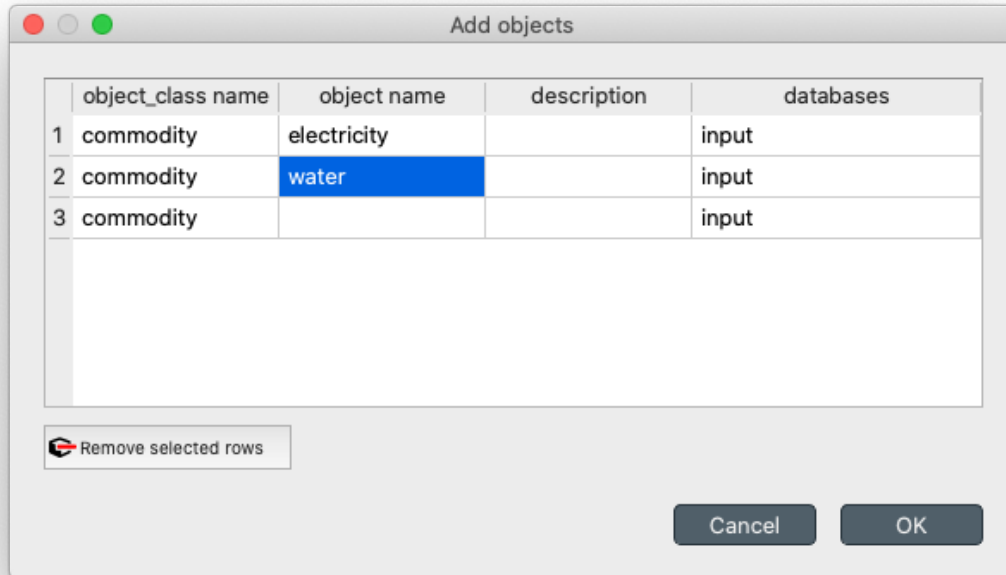 Add objects
object_class name object name description databases
1 commodity electricity input
2 commodity water input
3 commodity input
Remove selected rows
Cancel OK